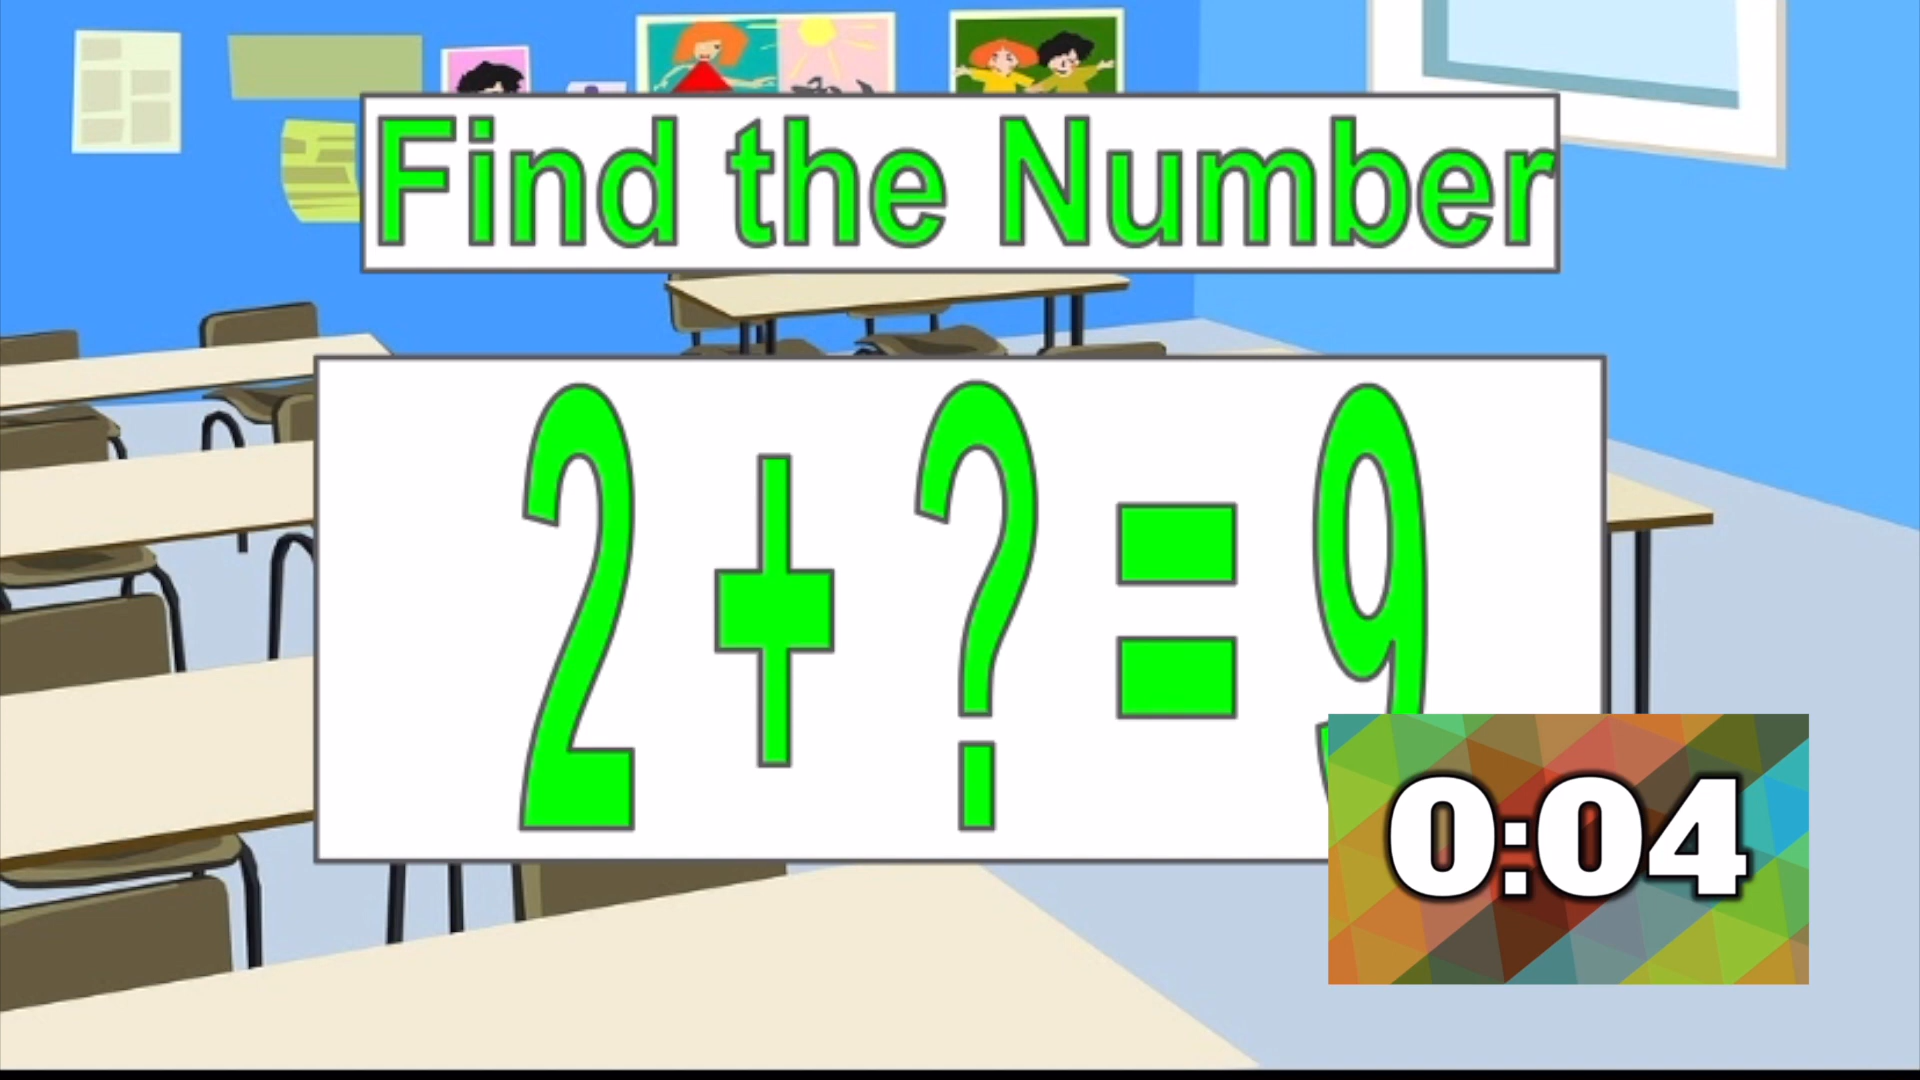 Find the Number
2 + ? = 9
0:04